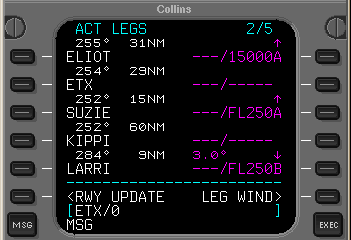 Collins
ACT LEGS 2/5
255° 31NM ↑
ELIOT ---/15000A
254° 29NM
ETX ---/-----
252° 15NM ↑
SUZIE ---/FL250A
252° 60NM
KIPPI ---/-----
284° 9NM 3.0° ↓
LARRI ---/FL250B
------------------------
<RWY UPDATE LEG WIND>
[ETX/0 ]
MSG
MSG EXEC